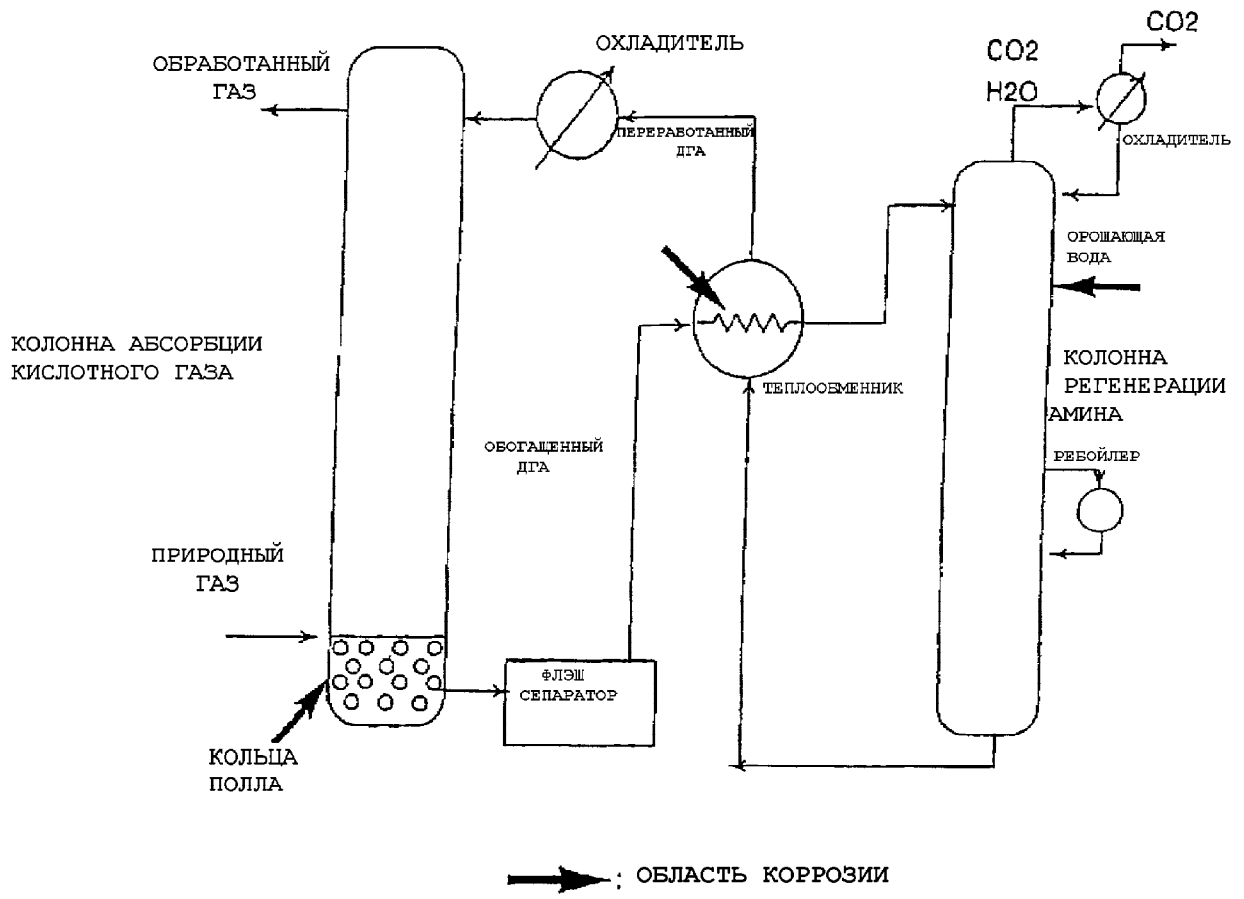 CO2
ОХЛАДИТЕЛЬ
CO2
H2O
ОБРАБОТАННЫЙ
ГАЗ
ПЕРЕРАБОТАННЫЙ
ДГА
ОХЛАДИТЕЛЬ
ОРОШАЮЩАЯ
ВОДА
КОЛОННА АБСОРБЦИИ
КИСЛОТНОГО ГАЗА
ТЕПЛООБМЕННИК
КОЛОННА
РЕГЕНЕРАЦИИ
АМИНА
ОБОГАЩЕННЫЙ
ДГА
РЕБОЙЛЕР
ПРИРОДНЫЙ
ГАЗ
ФЛЭШ
СЕПАРАТОР
КОЛЬЦА
ПОЛЛА
: ОБЛАСТЬ КОРРОЗИИ